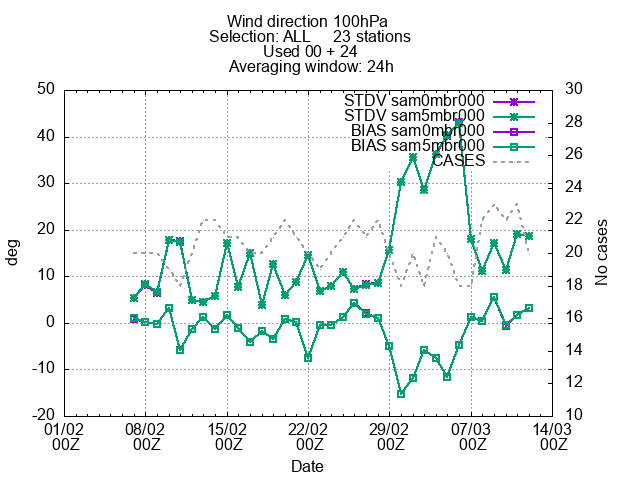 Wind direction 100hPa
Selection: ALL 23 stations
Used 00 + 24
Averaging window: 24h
50
40
30
20
10
0
-10
-20
deg
30
28
26
24
22
20
18
16
14
12
10
No cases
STDV sam0mbr000
STDV sam5mbr000
BIAS sam0mbr000
BIAS sam5mbr000
CASES
01/02 08/02 15/02 22/02 29/02 07/03 14/03
00Z 00Z 00Z 00Z 00Z 00Z 00Z
Date